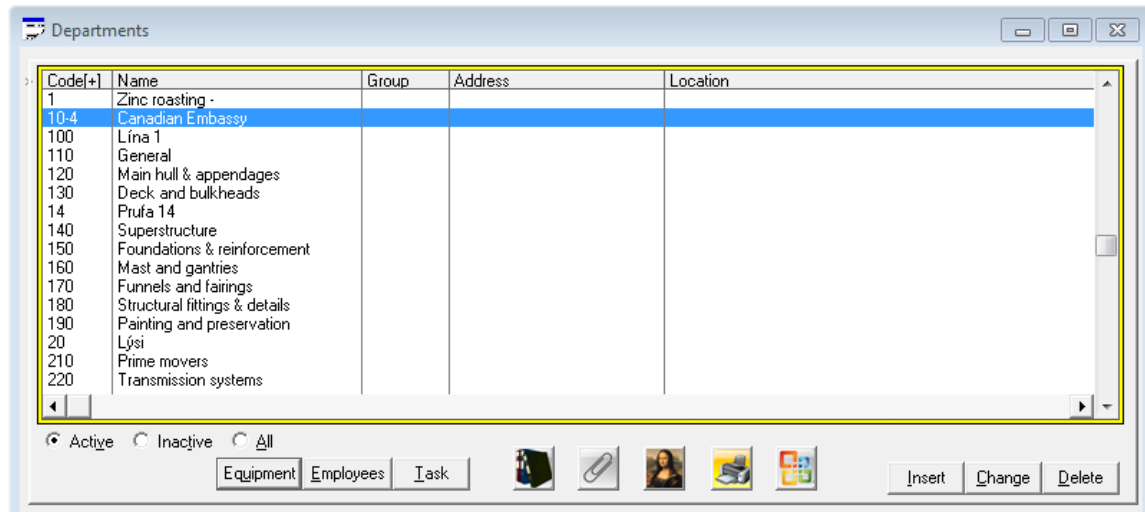 Departments
Code[+] Name Group Address Location
1 Zinc roasting -
10-4 Canadian Embassy
100 Lína 1
110 General
120 Main hull & appendages
130 Deck and bulkheads
14 Prufa 14
140 Superstructure
150 Foundations & reinforcement
160 Mast and gantries
170 Funnels and fairings
180 Structural fittings & details
190 Painting and preservation
20 Lýsi
210 Prime movers
220 Transmission systems
Active Inactive All
Equipment Employees Task Insert Change Delete